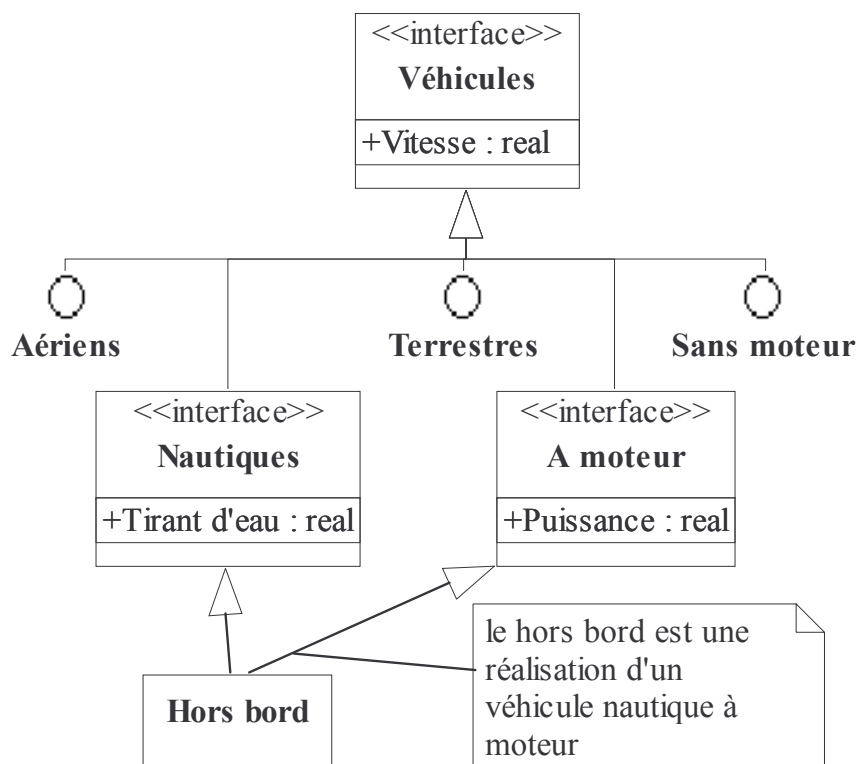 <<interface>>
Véhicules
+Vitesse : real
Aériens
Terrestres
Sans moteur
<<interface>>
Nautiques
+Tirant d'eau : real
<<interface>>
A moteur
+Puissance : real
Hors bord
le hors bord est une
réalisation d'un
véhicule nautique à
moteur